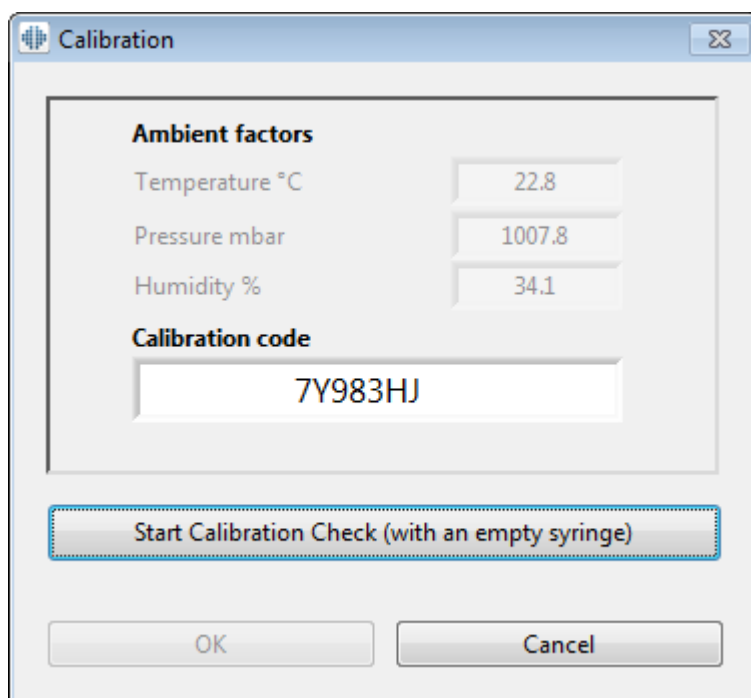 Calibration
Ambient factors
Temperature °C 22.8
Pressure mbar 1007.8
Humidity % 34.1
Calibration code
7Y983HJ
Start Calibration Check (with an empty syringe)
OK Cancel